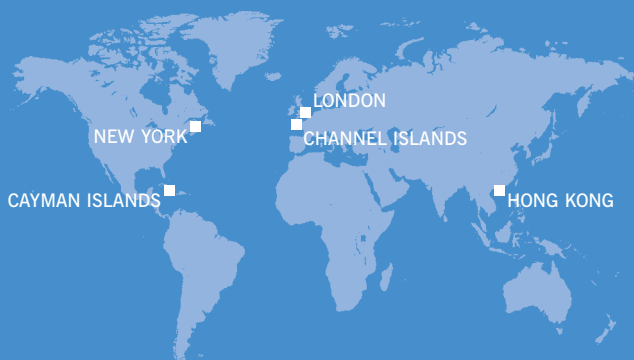 LONDON
NEW YORK
CHANNEL ISLANDS
CAYMAN ISLANDS
HONG KONG